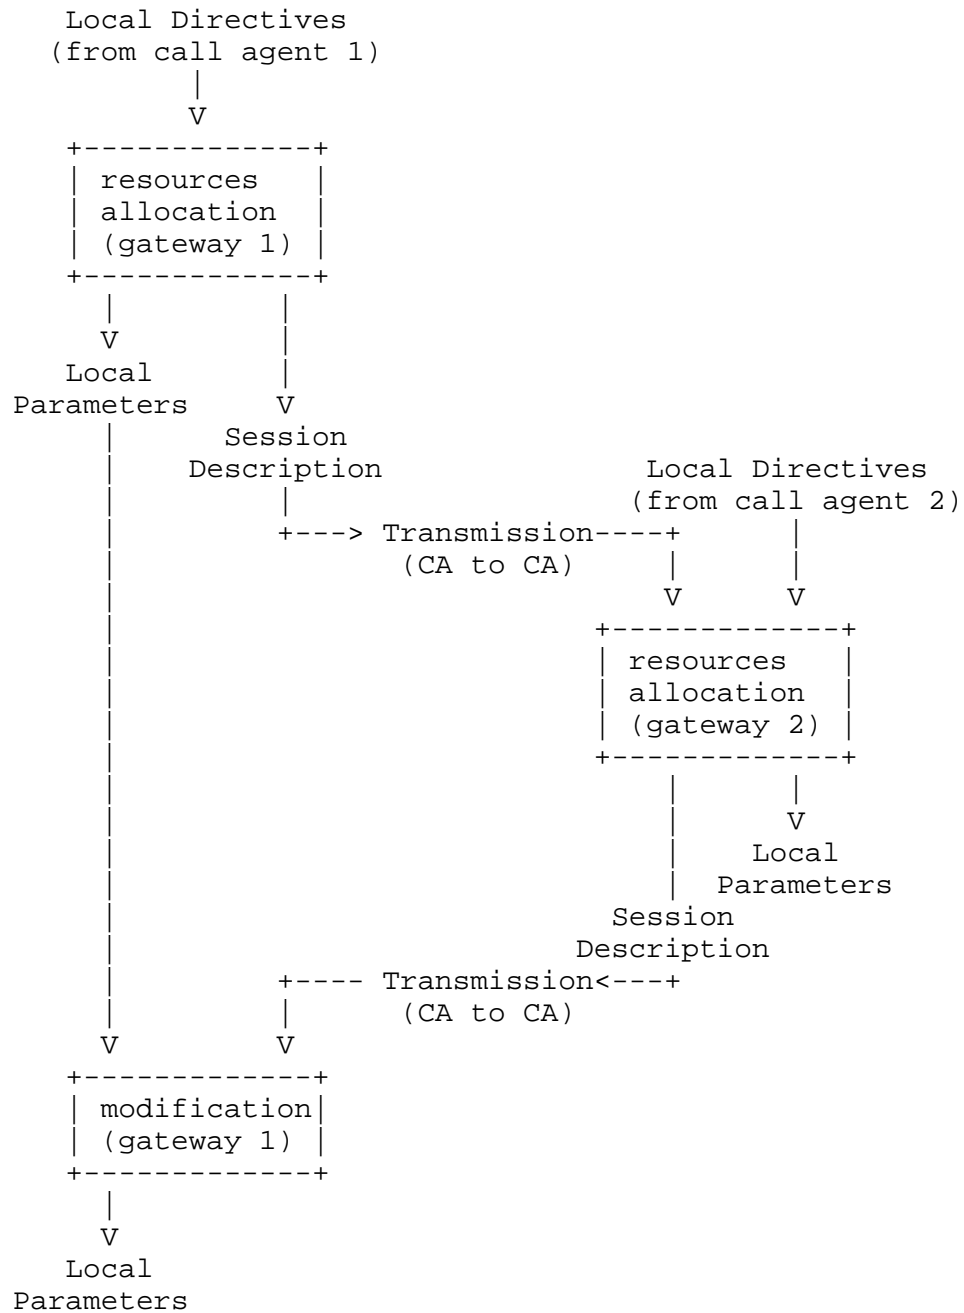 Local Directives
(from call agent 1)
|
V
+-------------+
| resources |
| allocation |
| (gateway 1) |
+-------------+
| |
V |
Local |
Parameters V
| Session
| Description Local Directives
| | (from call agent 2)
| +---> Transmission----+ |
| (CA to CA) | |
| V V
| +-------------+
| | resources |
| | allocation |
| | (gateway 2) |
| +-------------+
| | |
| | V
| | Local
| | Parameters
| Session
| Description
| +---- Transmission<---+
| | (CA to CA)
V V
+-------------+
| modification|
| (gateway 1) |
+-------------+
|
V
Local
Parameters